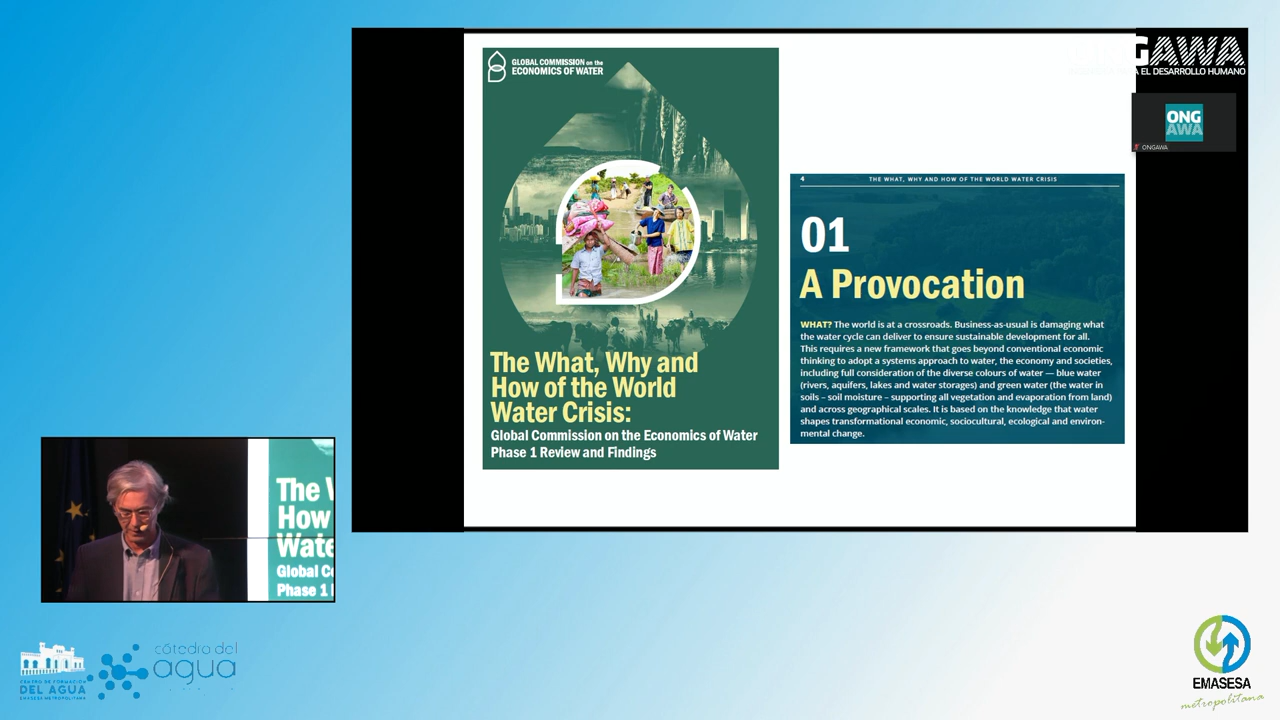 GLOBAL COMMISSION on the
ECONOMICS OF WATER
The What, Why and
How of the World
Water Crisis:
Global Commission on the Economics of Water
Phase 1 Review and Findings
4
THE WHAT, WHY AND HOW OF THE WORLD WATER CRISIS
01
A Provocation
WHAT? The world is at a crossroads. Business-as-usual is damaging what
the water cycle can deliver to ensure sustainable development for all.
This requires a new framework that goes beyond conventional economic
thinking to adopt a systems approach to water, the economy and societies,
including full consideration of the diverse colours of water — blue water
(rivers, aquifers, lakes and water storages) and green water (the water in
soils – soil moisture – supporting all vegetation and evaporation from land)
and across geographical scales. It is based on the knowledge that water
shapes transformational economic, sociocultural, ecological and environ-
mental change.
ONGAWA
EL DESARROLLO HUMANO
ONG
AWA
ONGAWA
The W
How
Wate
Global Co
Phase 1
CENTRO DE FORMACIÓN
DEL AGUA
EMASESA METROPOLITANA
cátedra del
agua
EMASESA
metropolitana